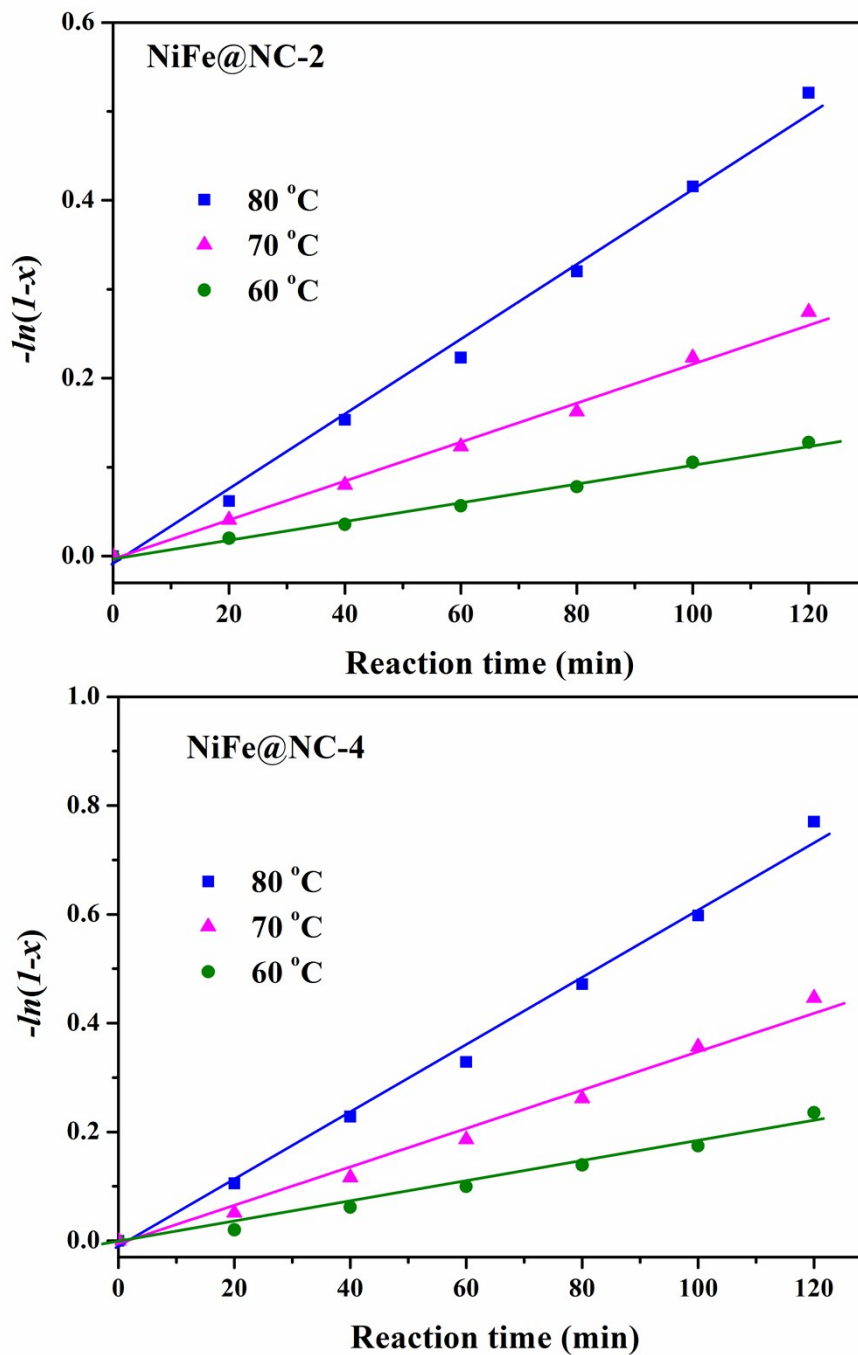 0.6
NiFe@NC-2
80 °C
0.4
70 °C
60 °C
-ln(1-x)
0.2
0.0
0 20 40 60 80 100 120
Reaction time (min)
1.0
NiFe@NC-4
0.8
80 °C
70 °C
0.6
60 °C
-ln(1-x)
0.4
0.2
0.0
0 20 40 60 80 100 120
Reaction time (min)